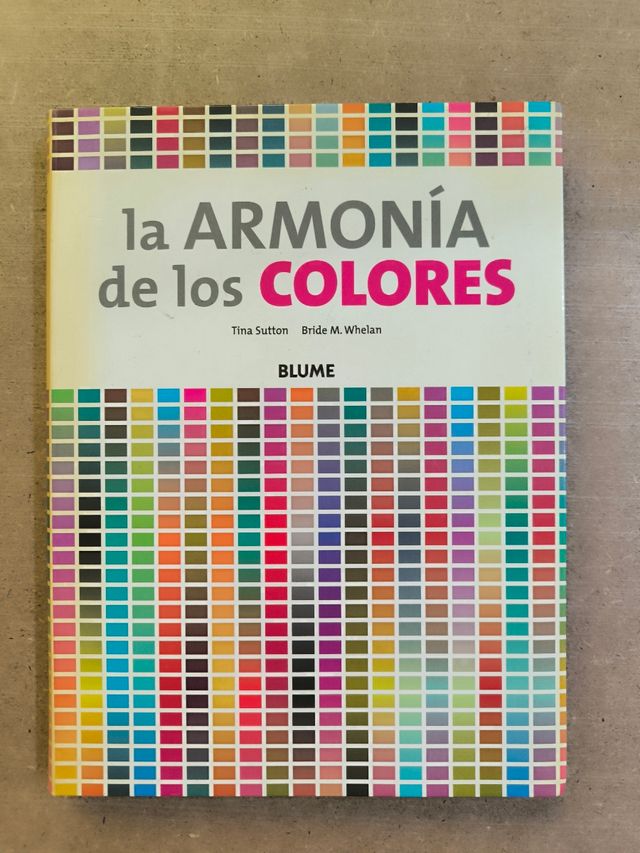 la ARMONÍA
de los COLORES
Tina Sutton Bride M. Whelan
BLUME